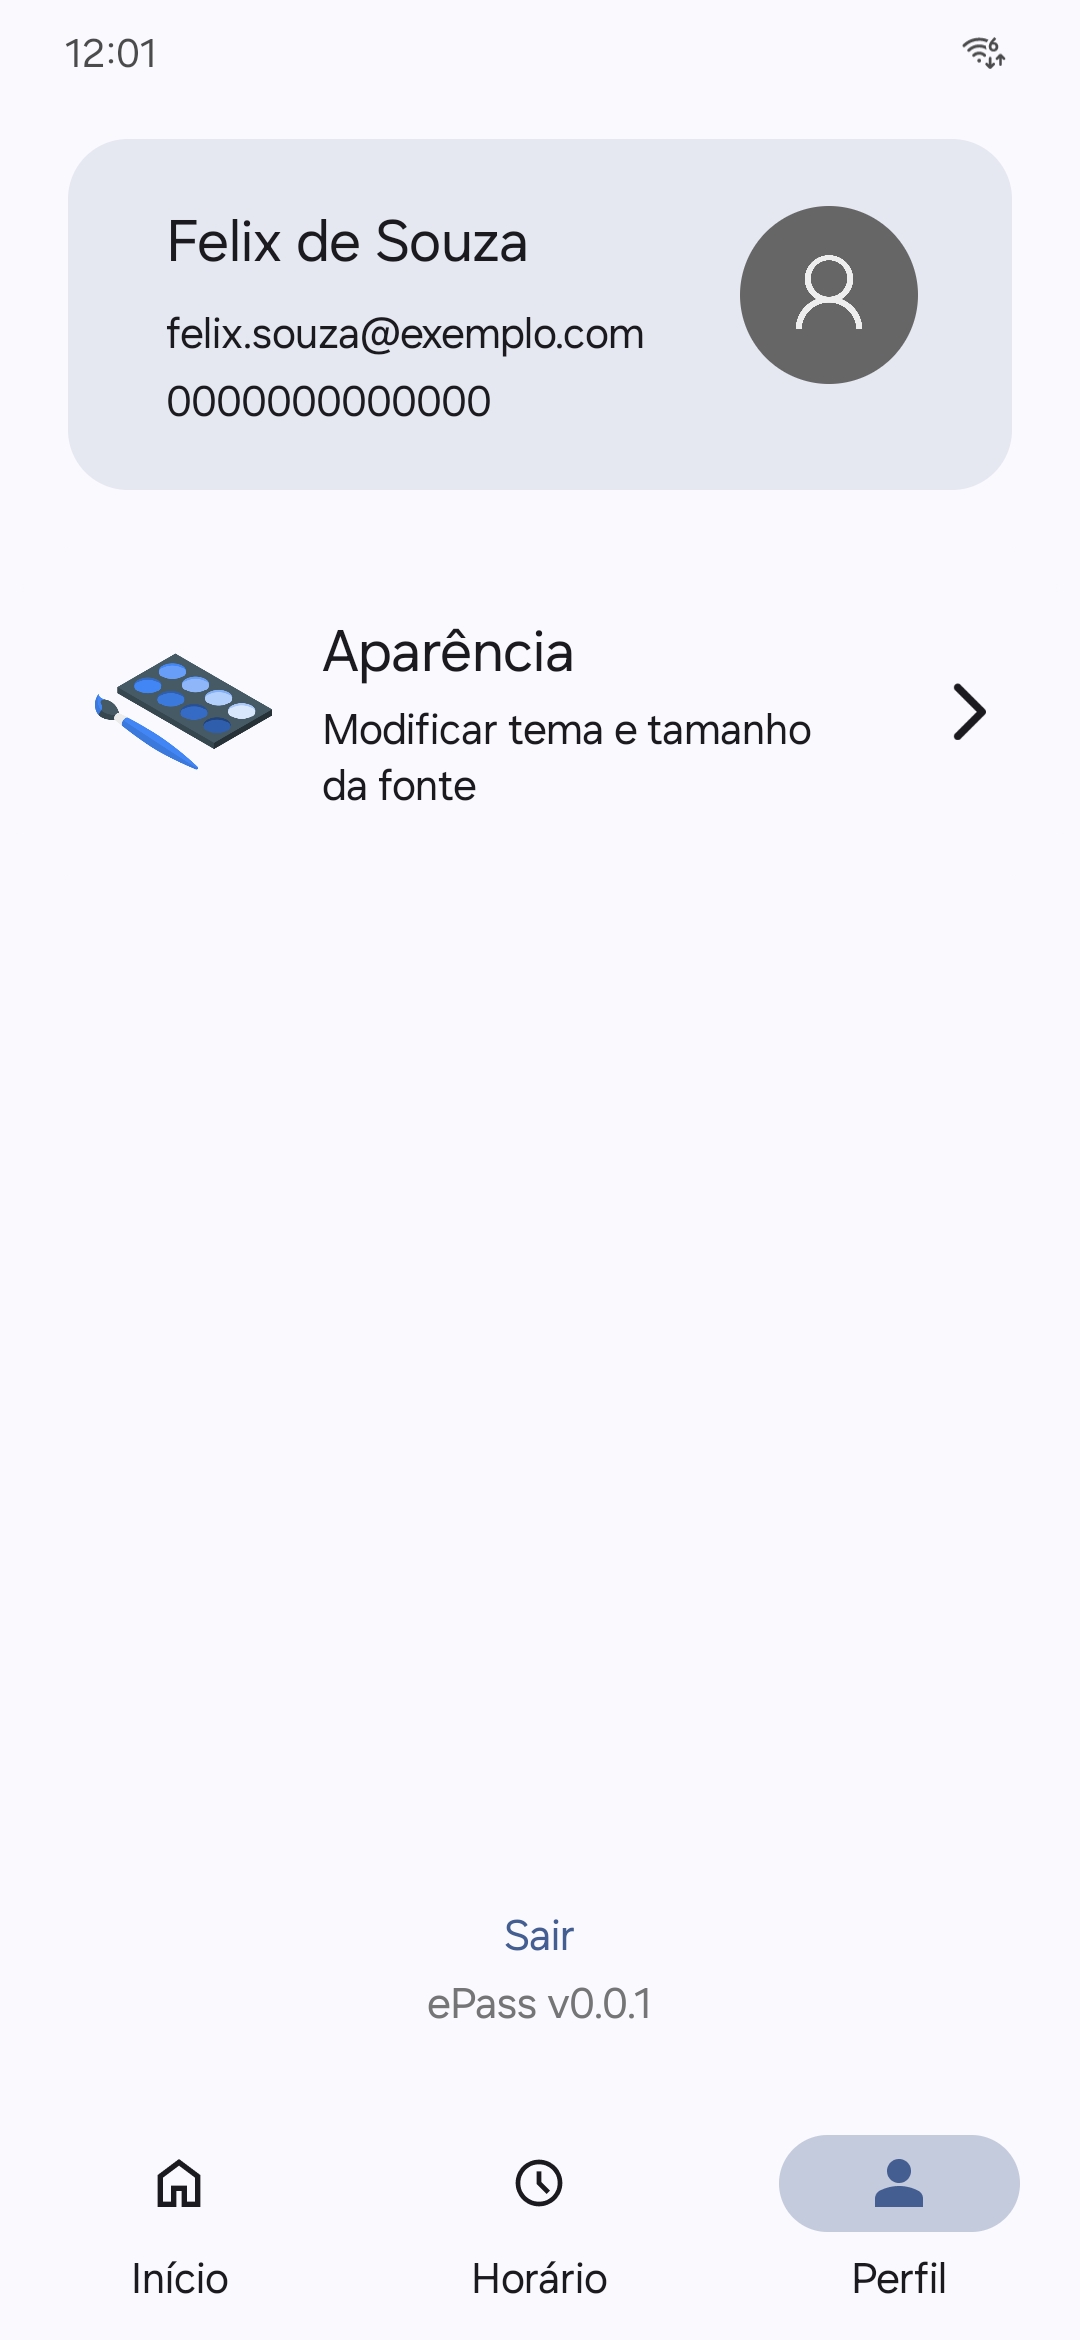 12:01
6
Felix de Souza
felix.souza@exemplo.com
0000000000000
Aparência
Modificar tema e tamanho
da fonte
Sair
ePass v0.0.1
Início
Horário
Perfil